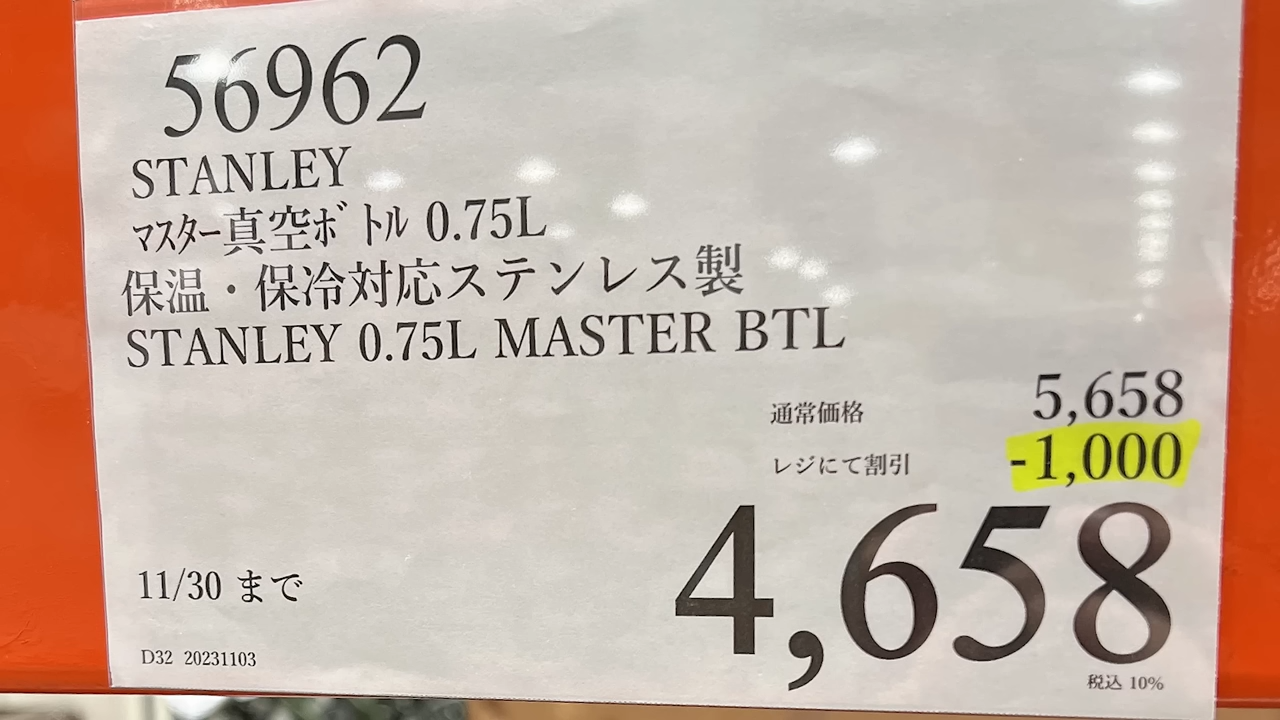 56962
STANLEY
ﾏｽﾀｰ真空ﾎﾞﾄﾙ 0.75L
保温・保冷対応ステンレス製
STANLEY 0.75L MASTER BTL
通常価格 5,658
レジにて割引 -1,000
4,658
11/30 まで
D32 20231103
税込 10%